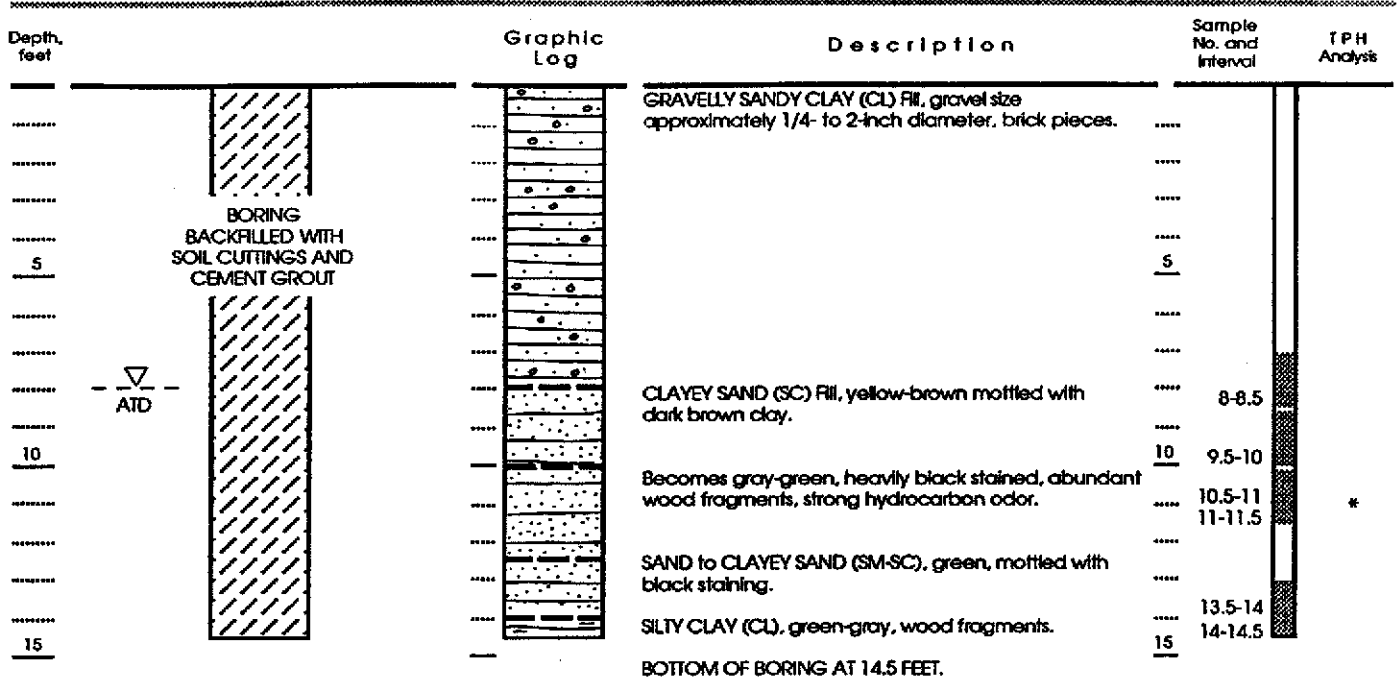 Depth, feet
Graphic Log
Description
Sample No. and Interval
TPH Analysis
GRAVELLY SANDY CLAY (CL) Fill, gravel size
approximately 1/4- to 2-inch diameter, brick pieces.
BORING
BACKFILLED WITH
SOIL CUTTINGS AND
CEMENT GROUT
5
5
ATD
CLAYEY SAND (SC) Fill, yellow-brown mottled with
dark brown clay.
8-8.5
10
10
9.5-10
Becomes gray-green, heavily black stained, abundant
wood fragments, strong hydrocarbon odor.
10.5-11
11-11.5
*
SAND to CLAYEY SAND (SM-SC), green, mottled with
black staining.
13.5-14
SILTY CLAY (CL), green-gray, wood fragments.
14-14.5
15
15
BOTTOM OF BORING AT 14.5 FEET.